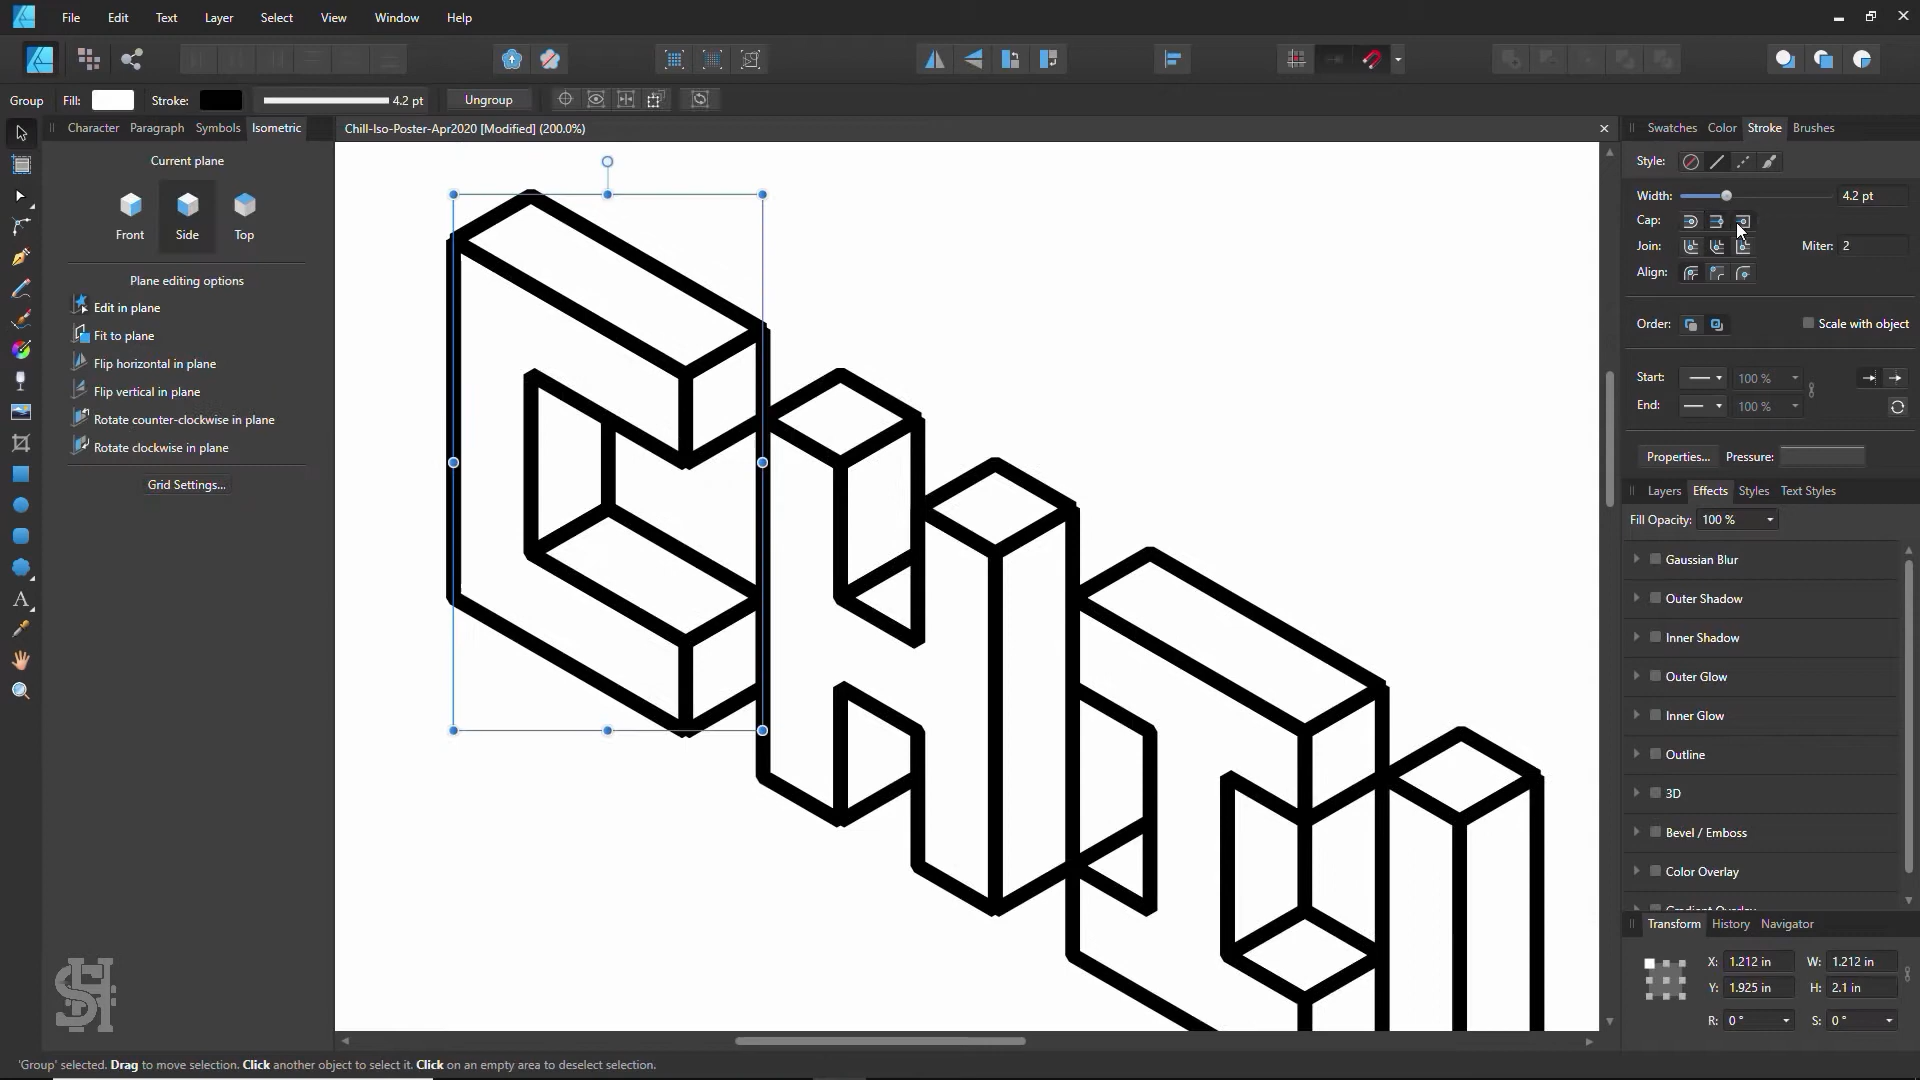 File Edit Text Layer Select View Window Help
Group Fill: Stroke: 4.2 pt Ungroup
Character Paragraph Symbols Isometric Chill-Iso-Poster-Apr2020 [Modified] (200.0%) Swatches Color Stroke Brushes
Current plane
Front Side Top
Plane editing options
Edit in plane
Fit to plane
Flip horizontal in plane
Flip vertical in plane
Rotate counter-clockwise in plane
Rotate clockwise in plane
Grid Settings...
Style:
Width: 4.2 pt
Cap:
Join: Miter: 2
Align:
Order: Scale with object
Start: 100 %
End: 100 %
Properties... Pressure:
Layers Effects Styles Text Styles
Fill Opacity: 100 %
Gaussian Blur
Outer Shadow
Inner Shadow
Outer Glow
Inner Glow
Outline
3D
Bevel / Emboss
Color Overlay
Gradient Overlay
Transform History Navigator
X: 1.212 in W: 1.212 in
Y: 1.925 in H: 2.1 in
R: 0 ° S: 0 °
'Group' selected. Drag to move selection. Click another object to select it. Click on an empty area to deselect selection.